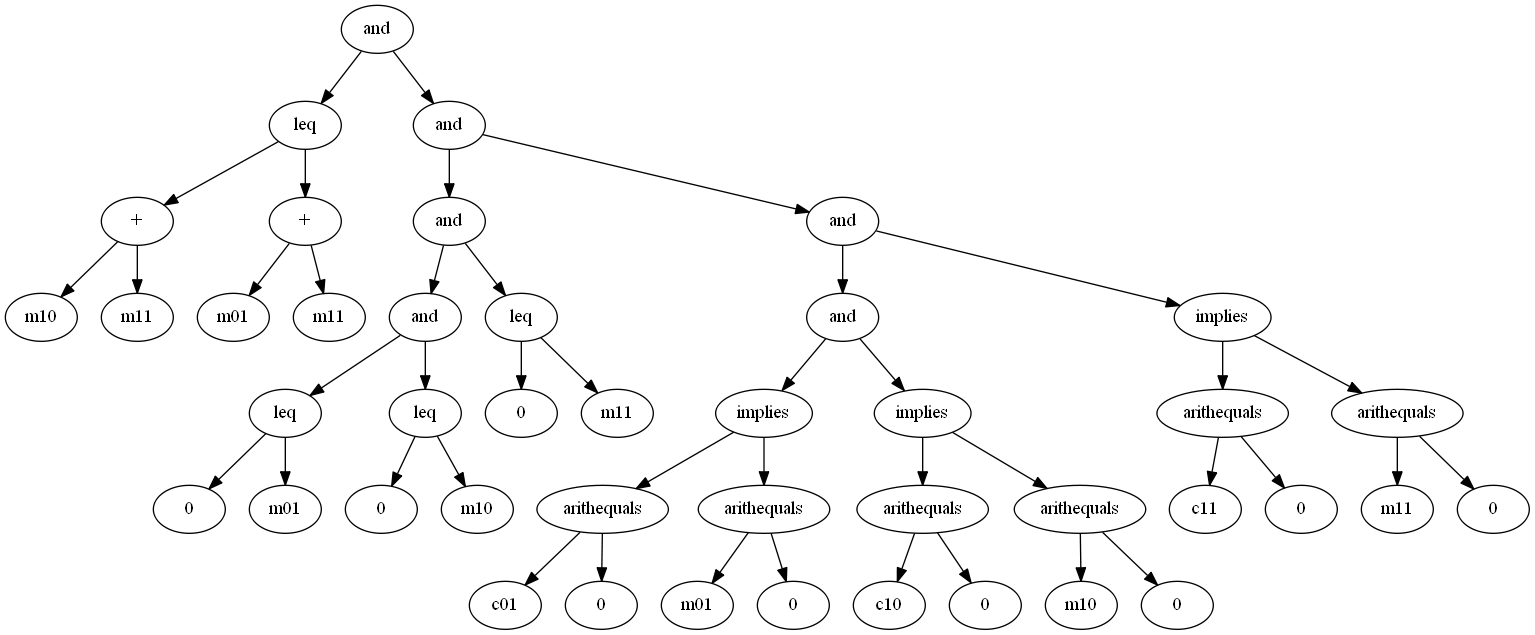 and
leq and
+ + and and
m10 m11 m01 m11 and leq and implies
leq leq 0 m11 implies implies arithequals arithequals
0 m01 0 m10 arithequals arithequals arithequals arithequals c11 0 m11 0
c01 0 m01 0 c10 0 m10 0